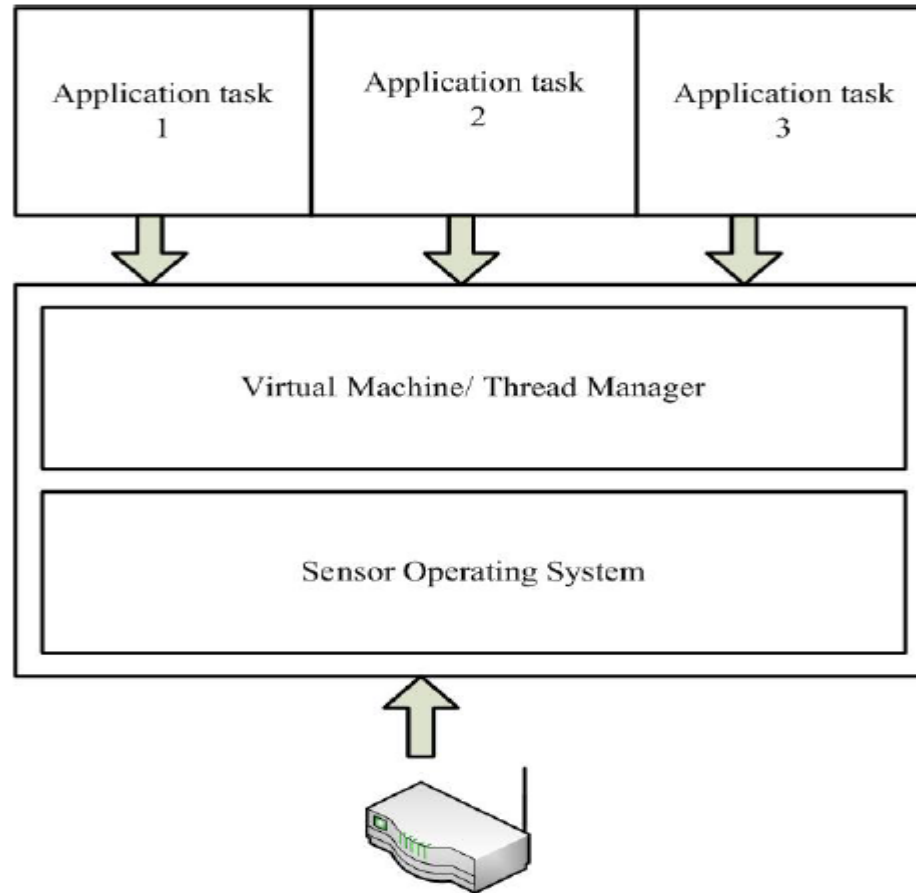 Application task
1
Application task
2
Application task
3
Virtual Machine/ Thread Manager
Sensor Operating System